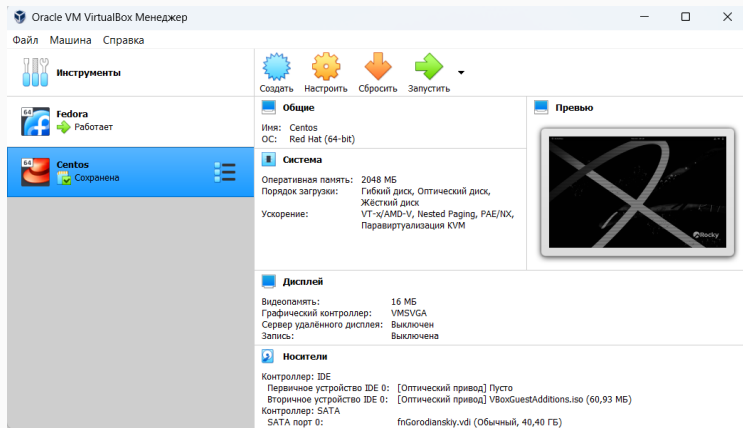 Oracle VM VirtualBox Менеджер
Файл Машина Справка
Инструменты
Создать Настроить Сбросить Запустить
64 Fedora
Работает
64 Centos
Сохранена
Общие
Имя: Centos
ОС: Red Hat (64-bit)
Превью
Rocky
Система
Оперативная память: 2048 МБ
Порядок загрузки: Гибкий диск, Оптический диск,
Жёсткий диск
Ускорение: VT-x/AMD-V, Nested Paging, PAE/NX,
Паравиртуализация KVM
Дисплей
Видеопамять: 16 МБ
Графический контроллер: VMSVGA
Сервер удалённого дисплея: Выключен
Запись: Выключена
Носители
Контроллер: IDE
Первичное устройство IDE 0: [Оптический привод] Пусто
Вторичное устройство IDE 0: [Оптический привод] VBoxGuestAdditions.iso (60,93 МБ)
Контроллер: SATA
SATA порт 0: fnGorodianskiy.vdi (Обычный, 40,40 ГБ)